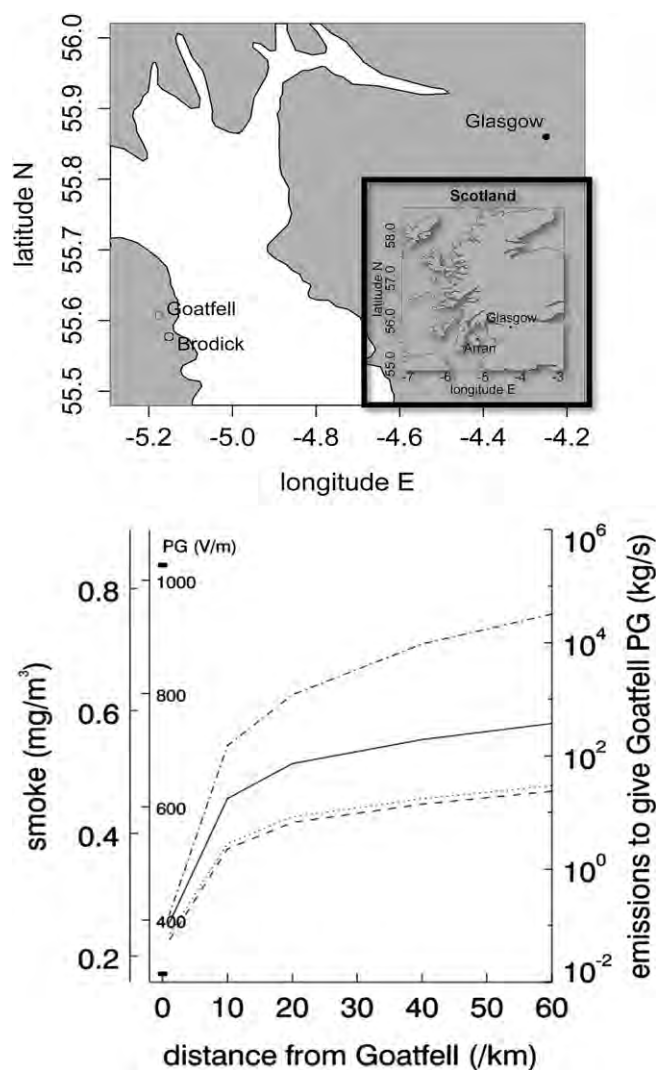 56.0
55.9
55.8
55.7
55.6
55.5
latitude N
Glasgow
Goatfell
Brodick
Scotland
58.0
57.0
56.0
55.0
latitude N
Glasgow
Arran
-7 -6 -5 -4 -3
longitude E
-5.2 -5.0 -4.8 -4.6 -4.4 -4.2
longitude E
PG (V/m)
0.8
0.6
0.4
0.2
smoke (mg/m³)
1000
800
600
400
10⁶
10⁴
10²
10⁰
10⁻²
emissions to give Goatfell PG (kg/s)
0 10 20 30 40 50 60
distance from Goatfell (/km)